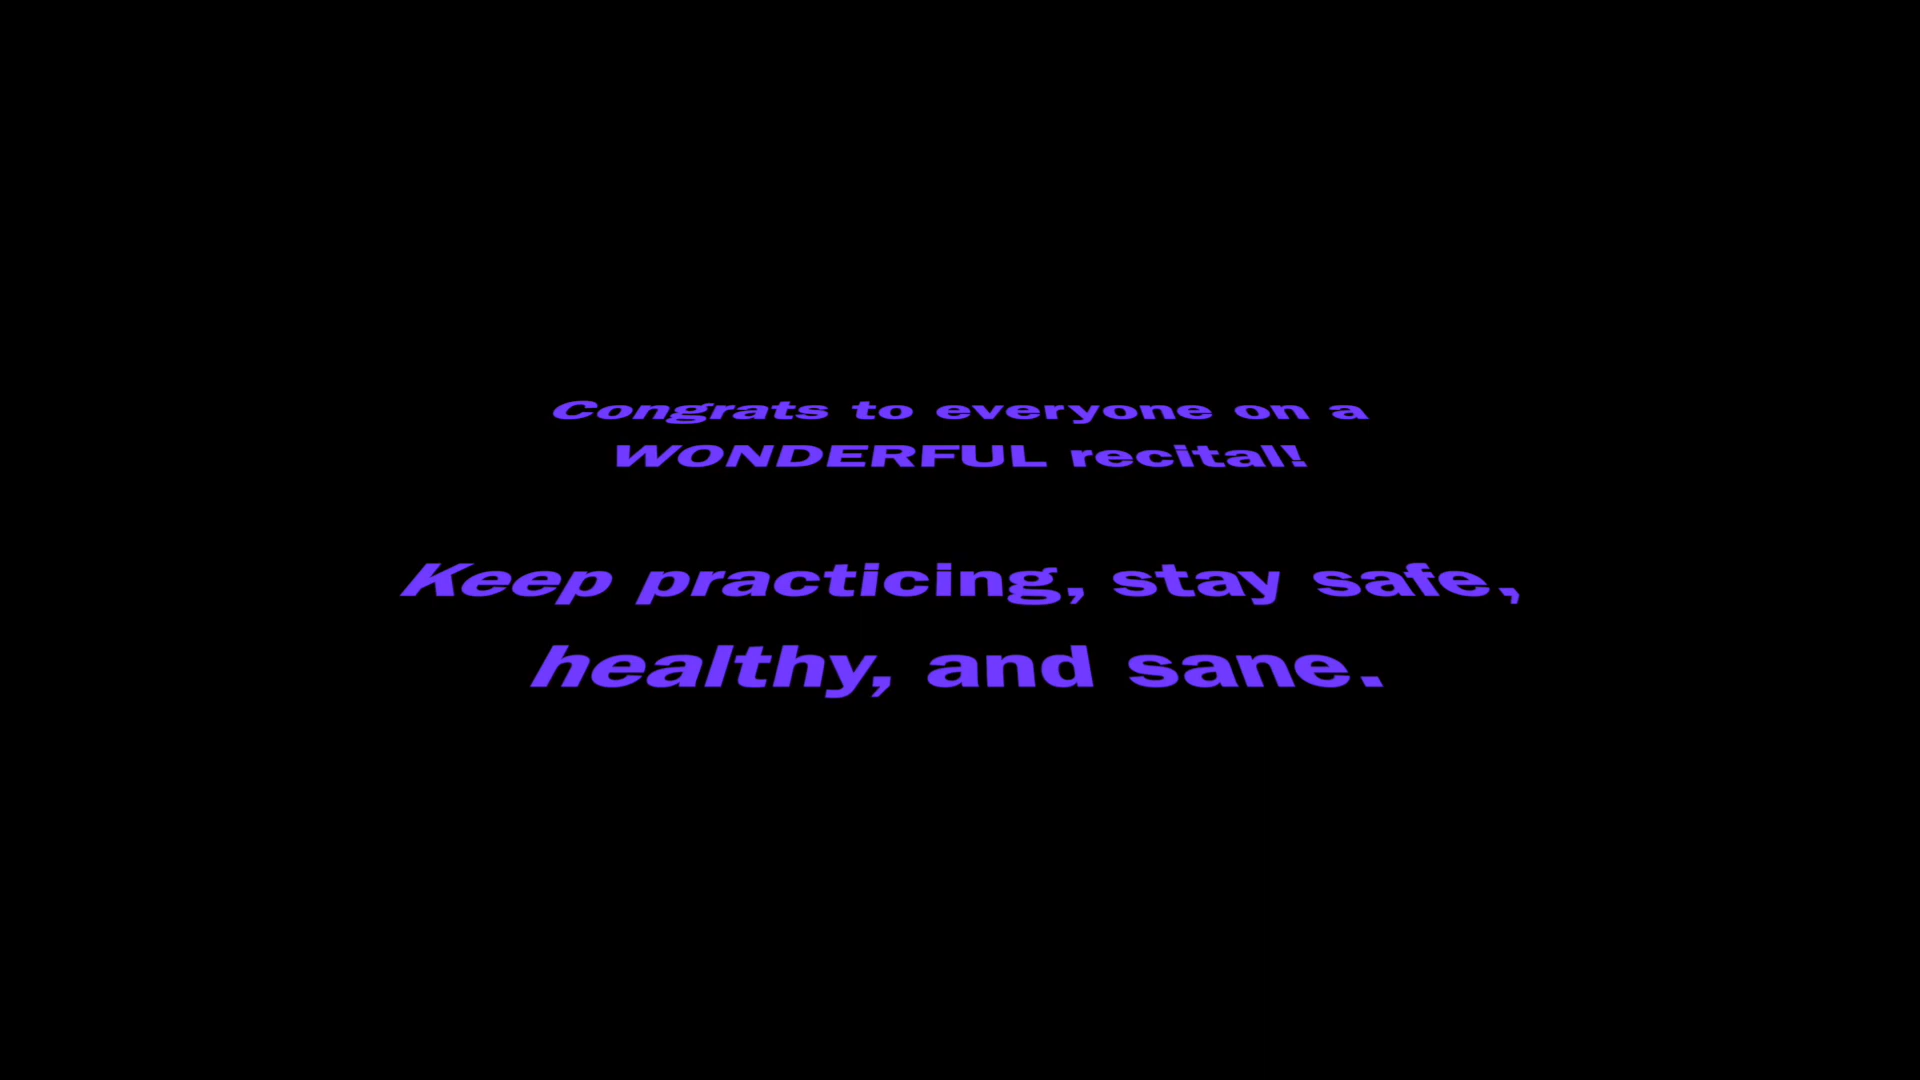 Congrats to everyone on a
WONDERFUL recital!
Keep practicing, stay safe,
healthy, and sane.